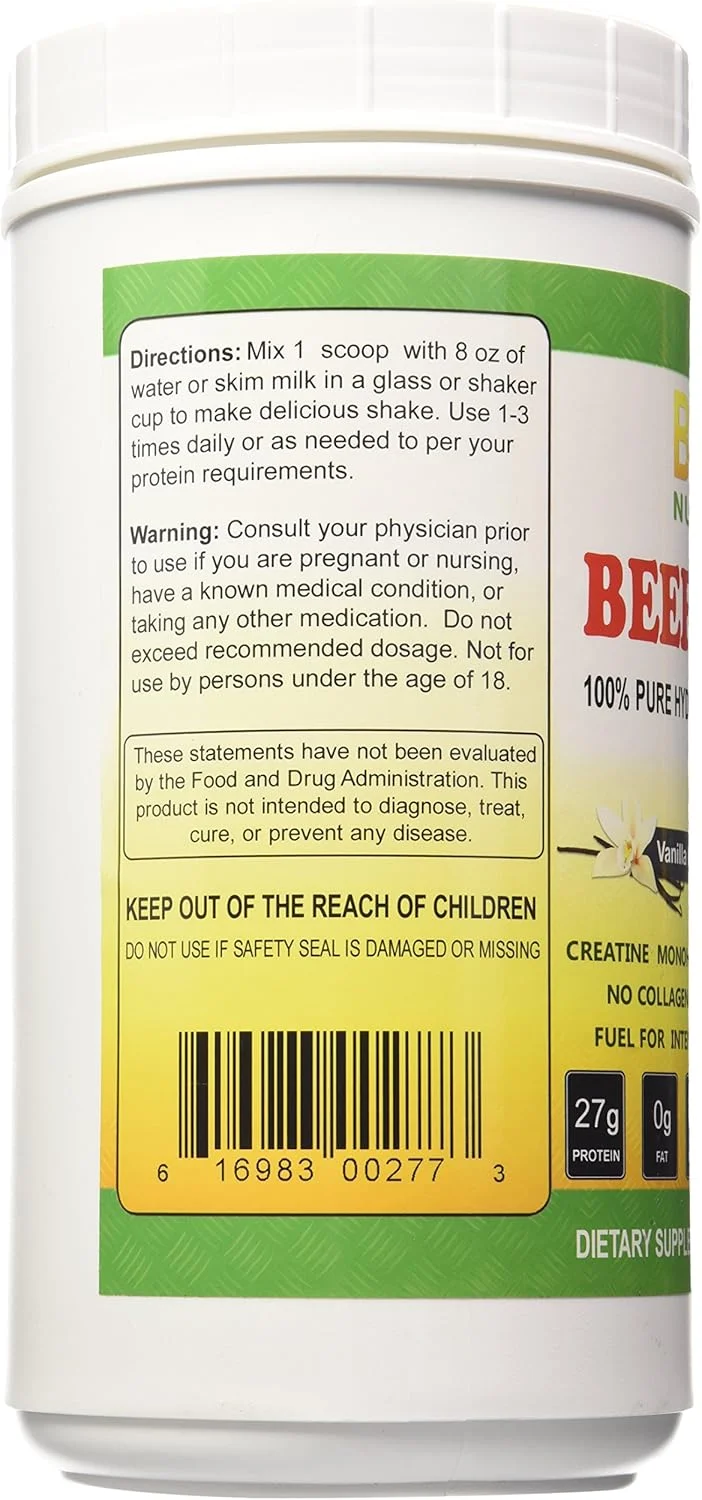 Directions: Mix 1 scoop with 8 oz of
water or skim milk in a glass or shaker
cup to make delicious shake. Use 1-3
times daily or as needed to per your
protein requirements.
Warning: Consult your physician prior
to use if you are pregnant or nursing,
have a known medical condition, or
taking any other medication. Do not
exceed recommended dosage. Not for
use by persons under the age of 18.
These statements have not been evaluated
by the Food and Drug Administration. This
product is not intended to diagnose, treat,
cure, or prevent any disease.
KEEP OUT OF THE REACH OF CHILDREN
DO NOT USE IF SAFETY SEAL IS DAMAGED OR MISSING
6 16983 00277 3
BEEF
100% PURE
Vanilla
CREATINE
NO COLLAGEN
FUEL FOR
27g
PROTEIN
0g
FAT
DIETARY